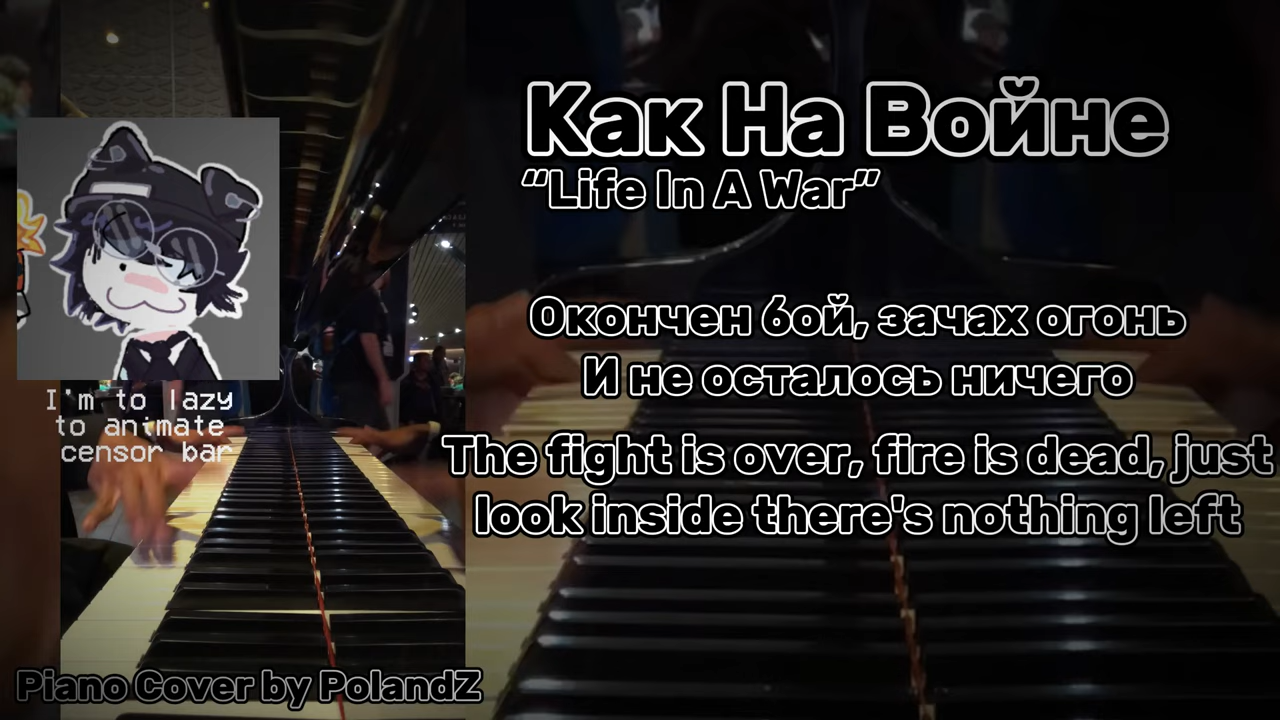 Как На Войне
“Life In A War”
Окончен бой, зачах огонь
И не осталось ничего
The fight is over, fire is dead, just
look inside there's nothing left
I'm to lazy
to animate
censor bar
Piano Cover by PolandZ